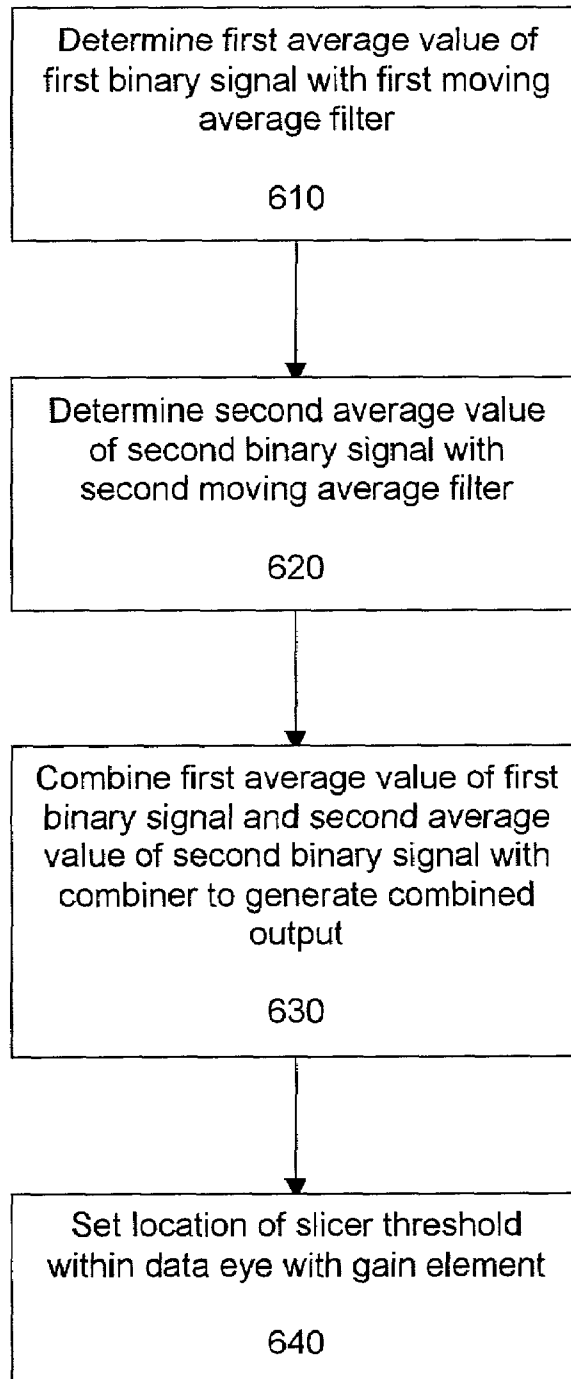 Determine first average value of
first binary signal with first moving
average filter
610
Determine second average value
of second binary signal with
second moving average filter
620
Combine first average value of first
binary signal and second average
value of second binary signal with
combiner to generate combined
output
630
Set location of slicer threshold
within data eye with gain element
640